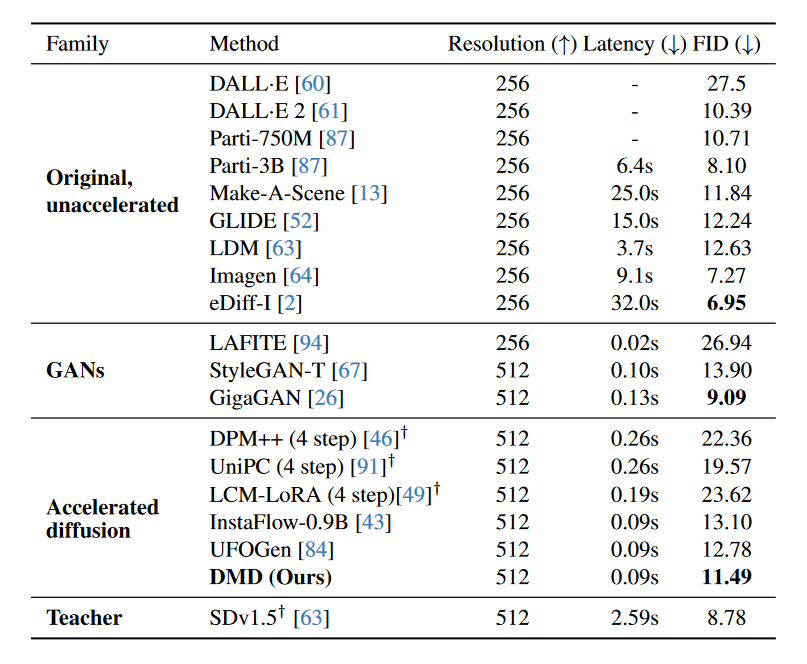 Family Method Resolution (↑) Latency (↓) FID (↓)
DALL·E [60] 256 - 27.5
DALL·E 2 [61] 256 - 10.39
Parti-750M [87] 256 - 10.71
Parti-3B [87] 256 6.4s 8.10
Original, unaccelerated Make-A-Scene [13] 256 25.0s 11.84
GLIDE [52] 256 15.0s 12.24
LDM [63] 256 3.7s 12.63
Imagen [64] 256 9.1s 7.27
eDiff-I [2] 256 32.0s 6.95
LAFITE [94] 256 0.02s 26.94
GANs StyleGAN-T [67] 512 0.10s 13.90
GigaGAN [26] 512 0.13s 9.09
DPM++ (4 step) [46]† 512 0.26s 22.36
UniPC (4 step) [91]† 512 0.26s 19.57
LCM-LoRA (4 step)[49]† 512 0.19s 23.62
Accelerated diffusion InstaFlow-0.9B [43] 512 0.09s 13.10
UFOGen [84] 512 0.09s 12.78
DMD (Ours) 512 0.09s 11.49
Teacher SDv1.5† [63] 512 2.59s 8.78